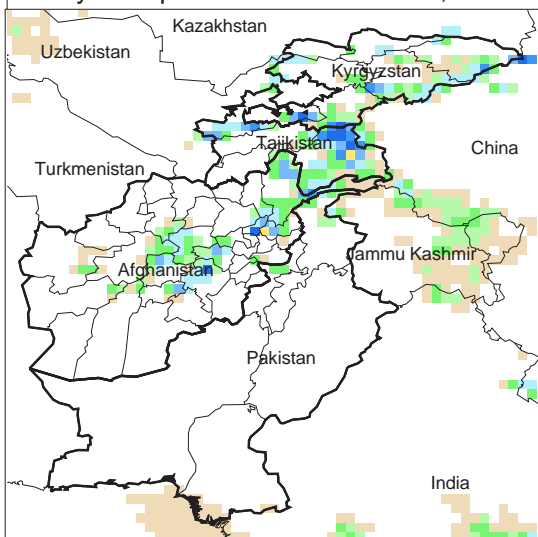 Kazakhstan
Uzbekistan
Kyrgyzstan
Tajikistan
China
Turkmenistan
Jammu Kashmir
Afghanistan
Pakistan
India